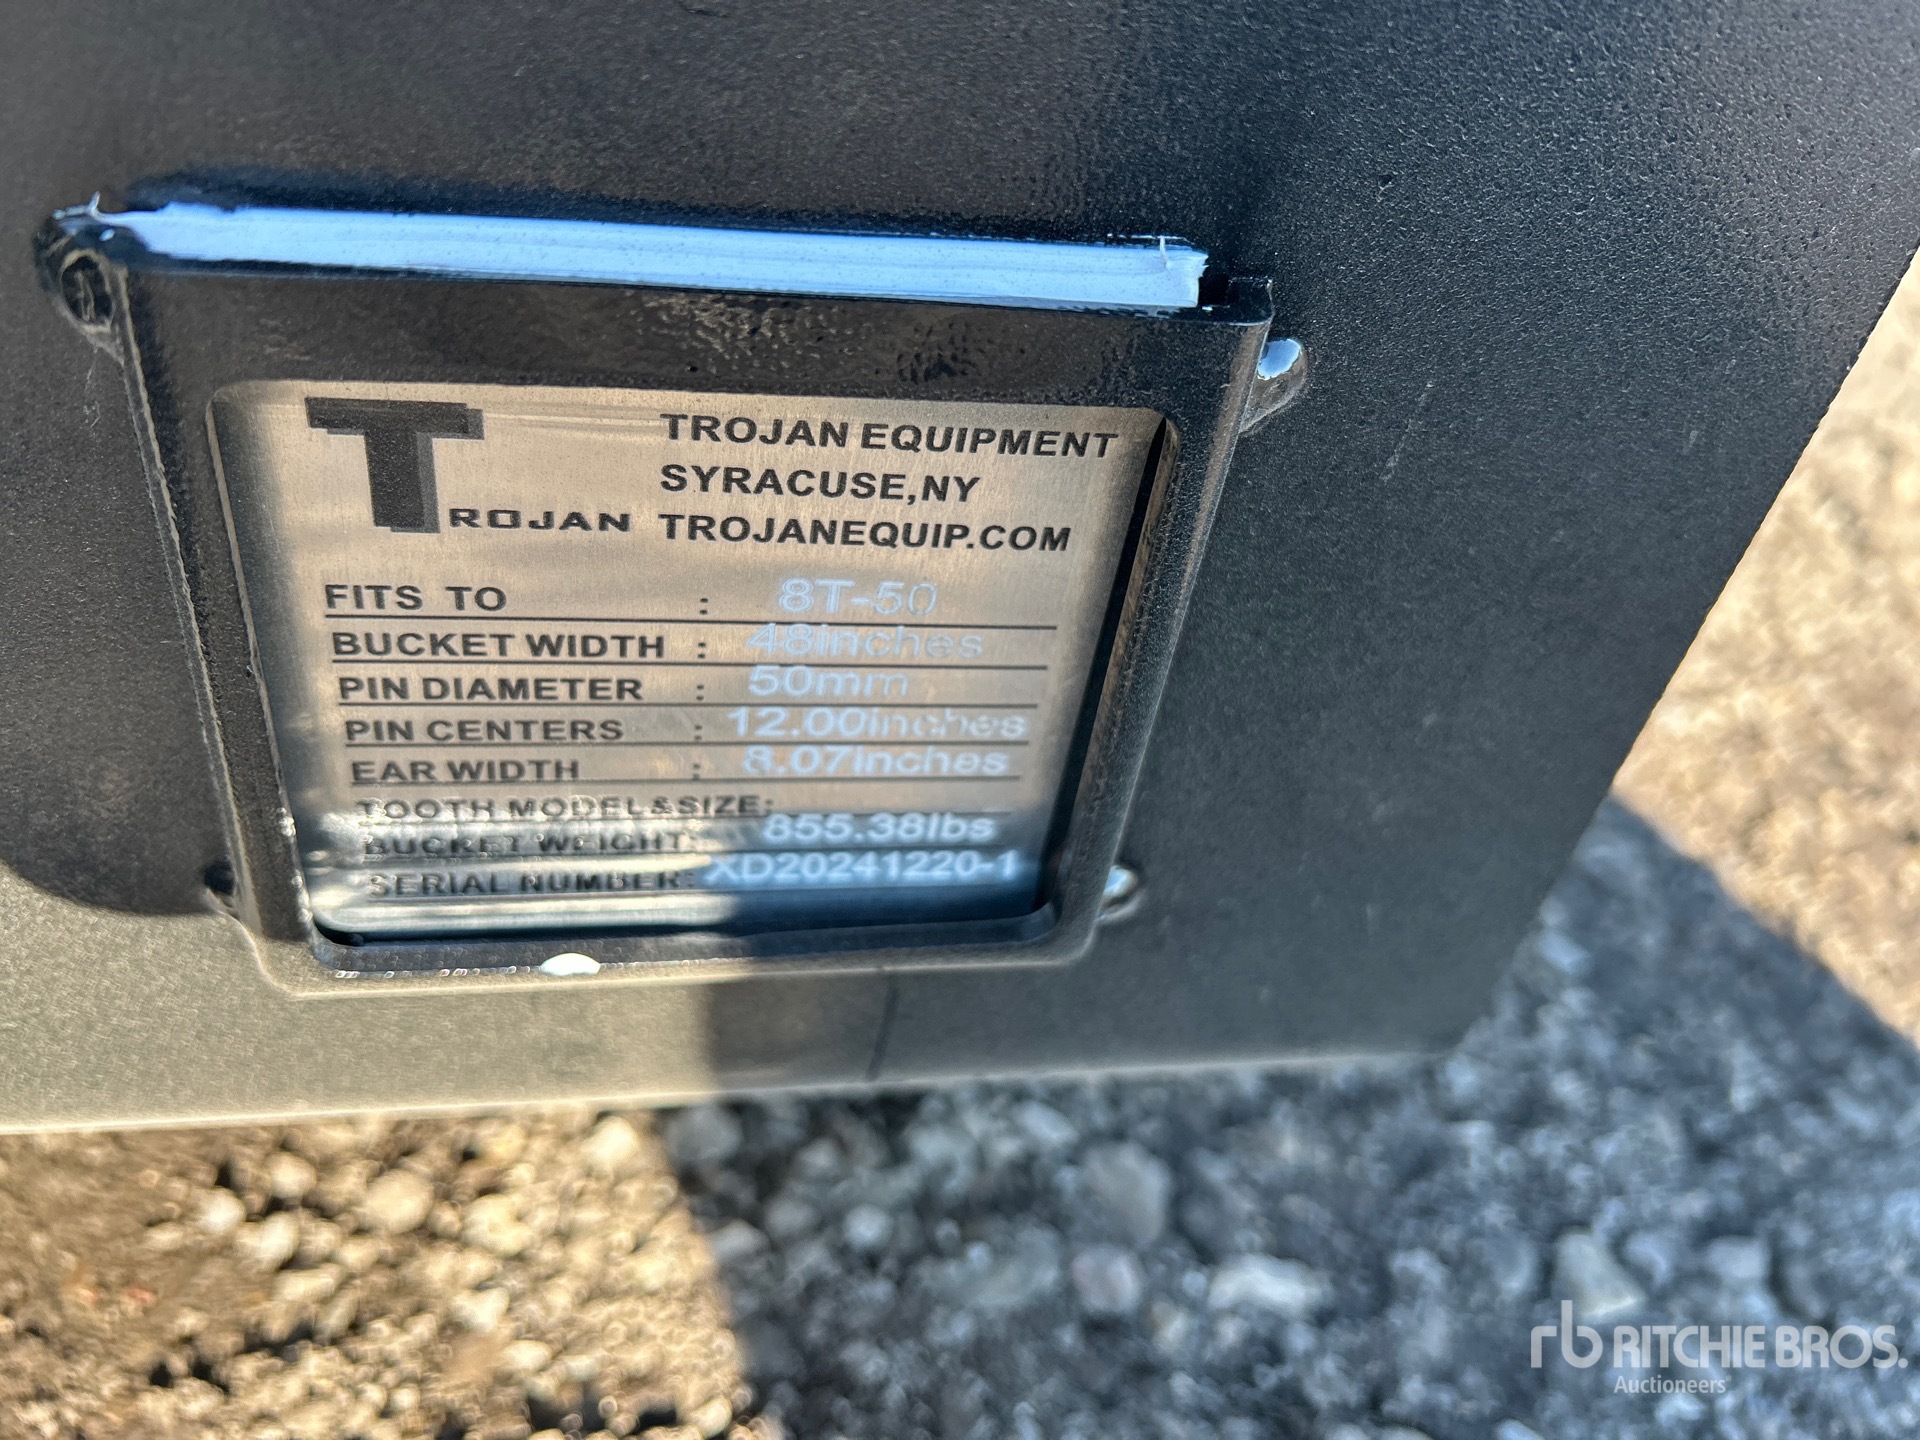 TROJAN
TROJAN EQUIPMENT
SYRACUSE,NY
TROJANEQUIP.COM
FITS TO : 8T-50
BUCKET WIDTH : 48inches
PIN DIAMETER : 50mm
PIN CENTERS : 12.00inches
EAR WIDTH : 8.07inches
TOOTH MODEL&SIZE:
BUCKET WEIGHT: 855.38lbs
SERIAL NUMBER: XD20241220-1
rb RITCHIE BROS.
Auctioneers